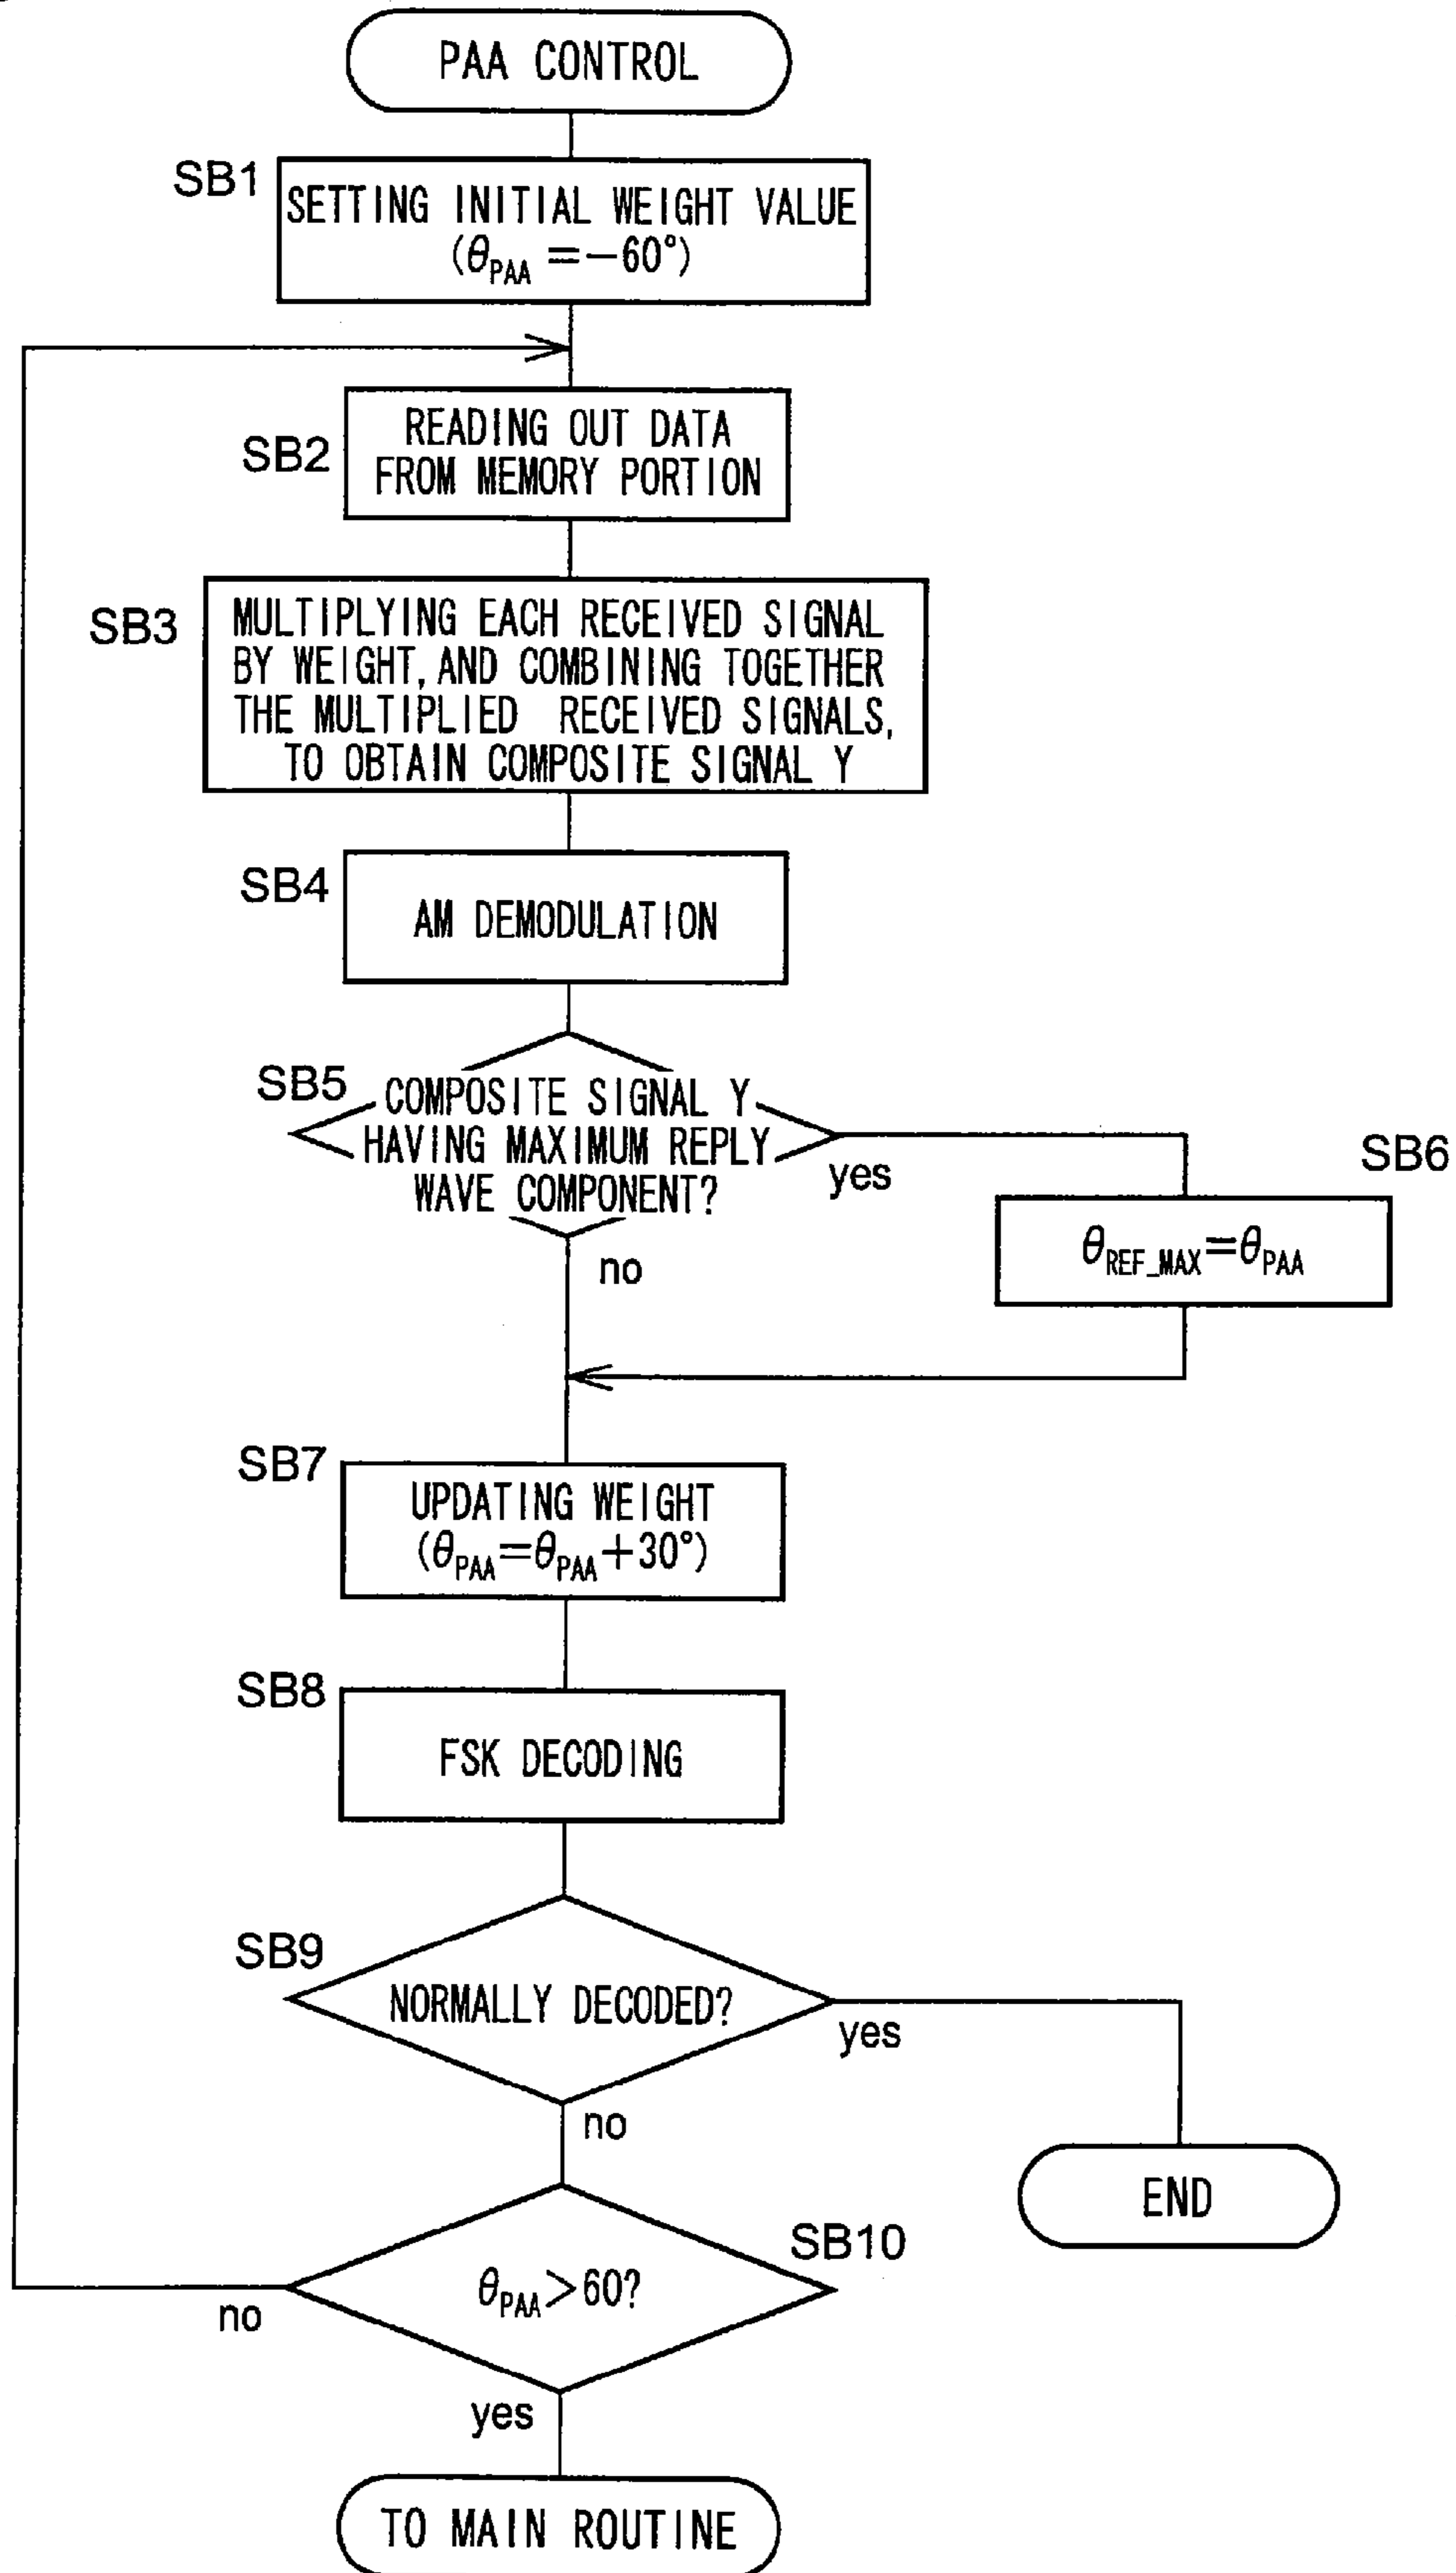 PAA CONTROL
SB1
SETTING INITIAL WEIGHT VALUE
(θPAA =−60°)
SB2
READING OUT DATA
FROM MEMORY PORTION
SB3
MULTIPLYING EACH RECEIVED SIGNAL
BY WEIGHT, AND COMBINING TOGETHER
THE MULTIPLIED RECEIVED SIGNALS,
TO OBTAIN COMPOSITE SIGNAL Y
SB4
AM DEMODULATION
SB5
COMPOSITE SIGNAL Y
HAVING MAXIMUM REPLY
WAVE COMPONENT?
yes
no
SB6
θREF_MAX=θPAA
SB7
UPDATING WEIGHT
(θPAA=θPAA+30°)
SB8
FSK DECODING
SB9
NORMALLY DECODED?
yes
no
END
SB10
θPAA>60?
no
yes
TO MAIN ROUTINE